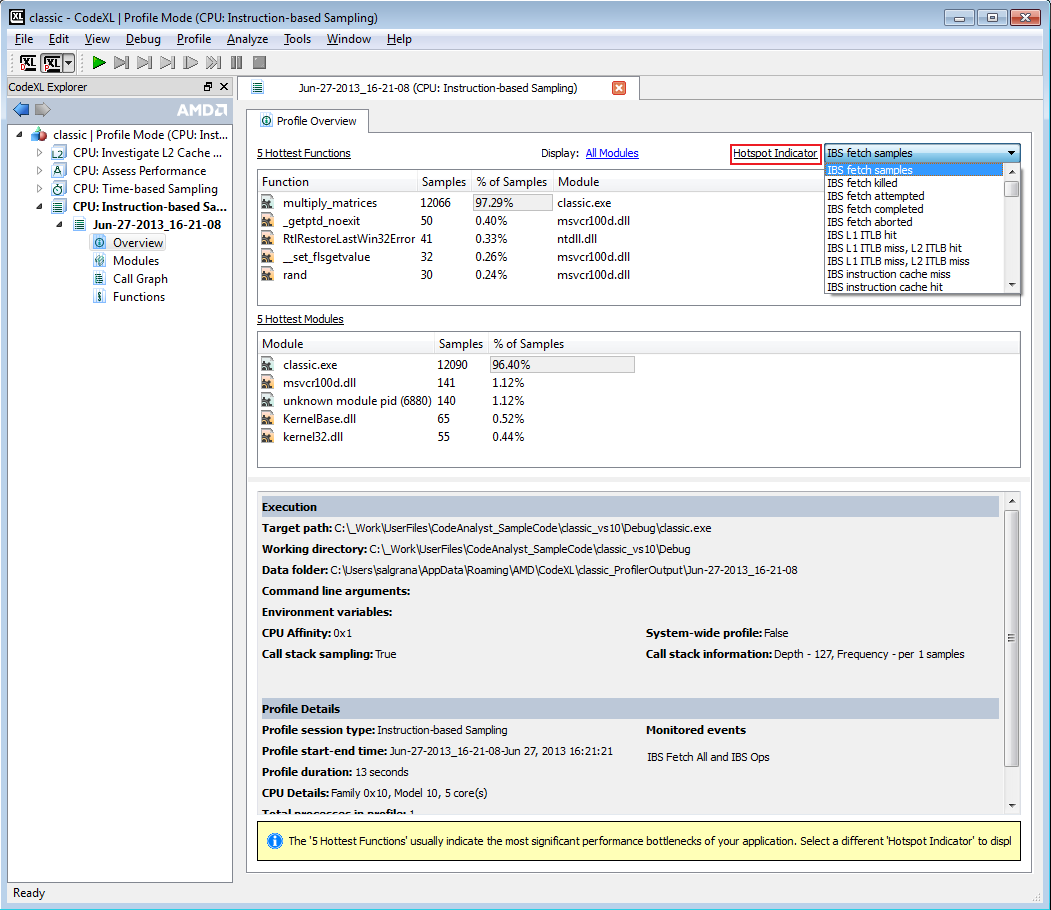 classic - CodeXL | Profile Mode (CPU: Instruction-based Sampling)
File Edit View Debug Profile Analyze Tools Window Help
CodeXL Explorer
AMD
classic | Profile Mode (CPU: Inst...
CPU: Investigate L2 Cache ...
CPU: Assess Performance
CPU: Time-based Sampling
CPU: Instruction-based Sa...
Jun-27-2013_16-21-08
Overview
Modules
Call Graph
Functions
Jun-27-2013_16-21-08 (CPU: Instruction-based Sampling)
Profile Overview
5 Hottest Functions Display: All Modules Hotspot Indicator IBS fetch samples
IBS fetch samples
IBS fetch killed
IBS fetch attempted
IBS fetch completed
IBS fetch aborted
IBS L1 ITLB hit
IBS L1 ITLB miss, L2 ITLB hit
IBS L1 ITLB miss, L2 ITLB miss
IBS instruction cache miss
IBS instruction cache hit
Function Samples % of Samples Module
multiply_matrices 12066 97.29% classic.exe
_getptd_noexit 50 0.40% msvcr100d.dll
RtlRestoreLastWin32Error 41 0.33% ntdll.dll
__set_flsgetvalue 32 0.26% msvcr100d.dll
rand 30 0.24% msvcr100d.dll
5 Hottest Modules
Module Samples % of Samples
classic.exe 12090 96.40%
msvcr100d.dll 141 1.12%
unknown module pid (6880) 140 1.12%
KernelBase.dll 65 0.52%
kernel32.dll 55 0.44%
Execution
Target path: C:\_Work\UserFiles\CodeAnalyst_SampleCode\classic_vs10\Debug\classic.exe
Working directory: C:\_Work\UserFiles\CodeAnalyst_SampleCode\classic_vs10\Debug
Data folder: C:\Users\salgrana\AppData\Roaming\AMD\CodeXL\classic_ProfilerOutput\Jun-27-2013_16-21-08
Command line arguments:
Environment variables:
CPU Affinity: 0x1 System-wide profile: False
Call stack sampling: True Call stack information: Depth - 127, Frequency - per 1 samples
Profile Details
Profile session type: Instruction-based Sampling Monitored events
Profile start-end time: Jun-27-2013_16-21-08-Jun 27, 2013 16:21:21
IBS Fetch All and IBS Ops
Profile duration: 13 seconds
CPU Details: Family 0x10, Model 10, 5 core(s)
Total processes in profile: 1
The '5 Hottest Functions' usually indicate the most significant performance bottlenecks of your application. Select a different 'Hotspot Indicator' to displ
Ready